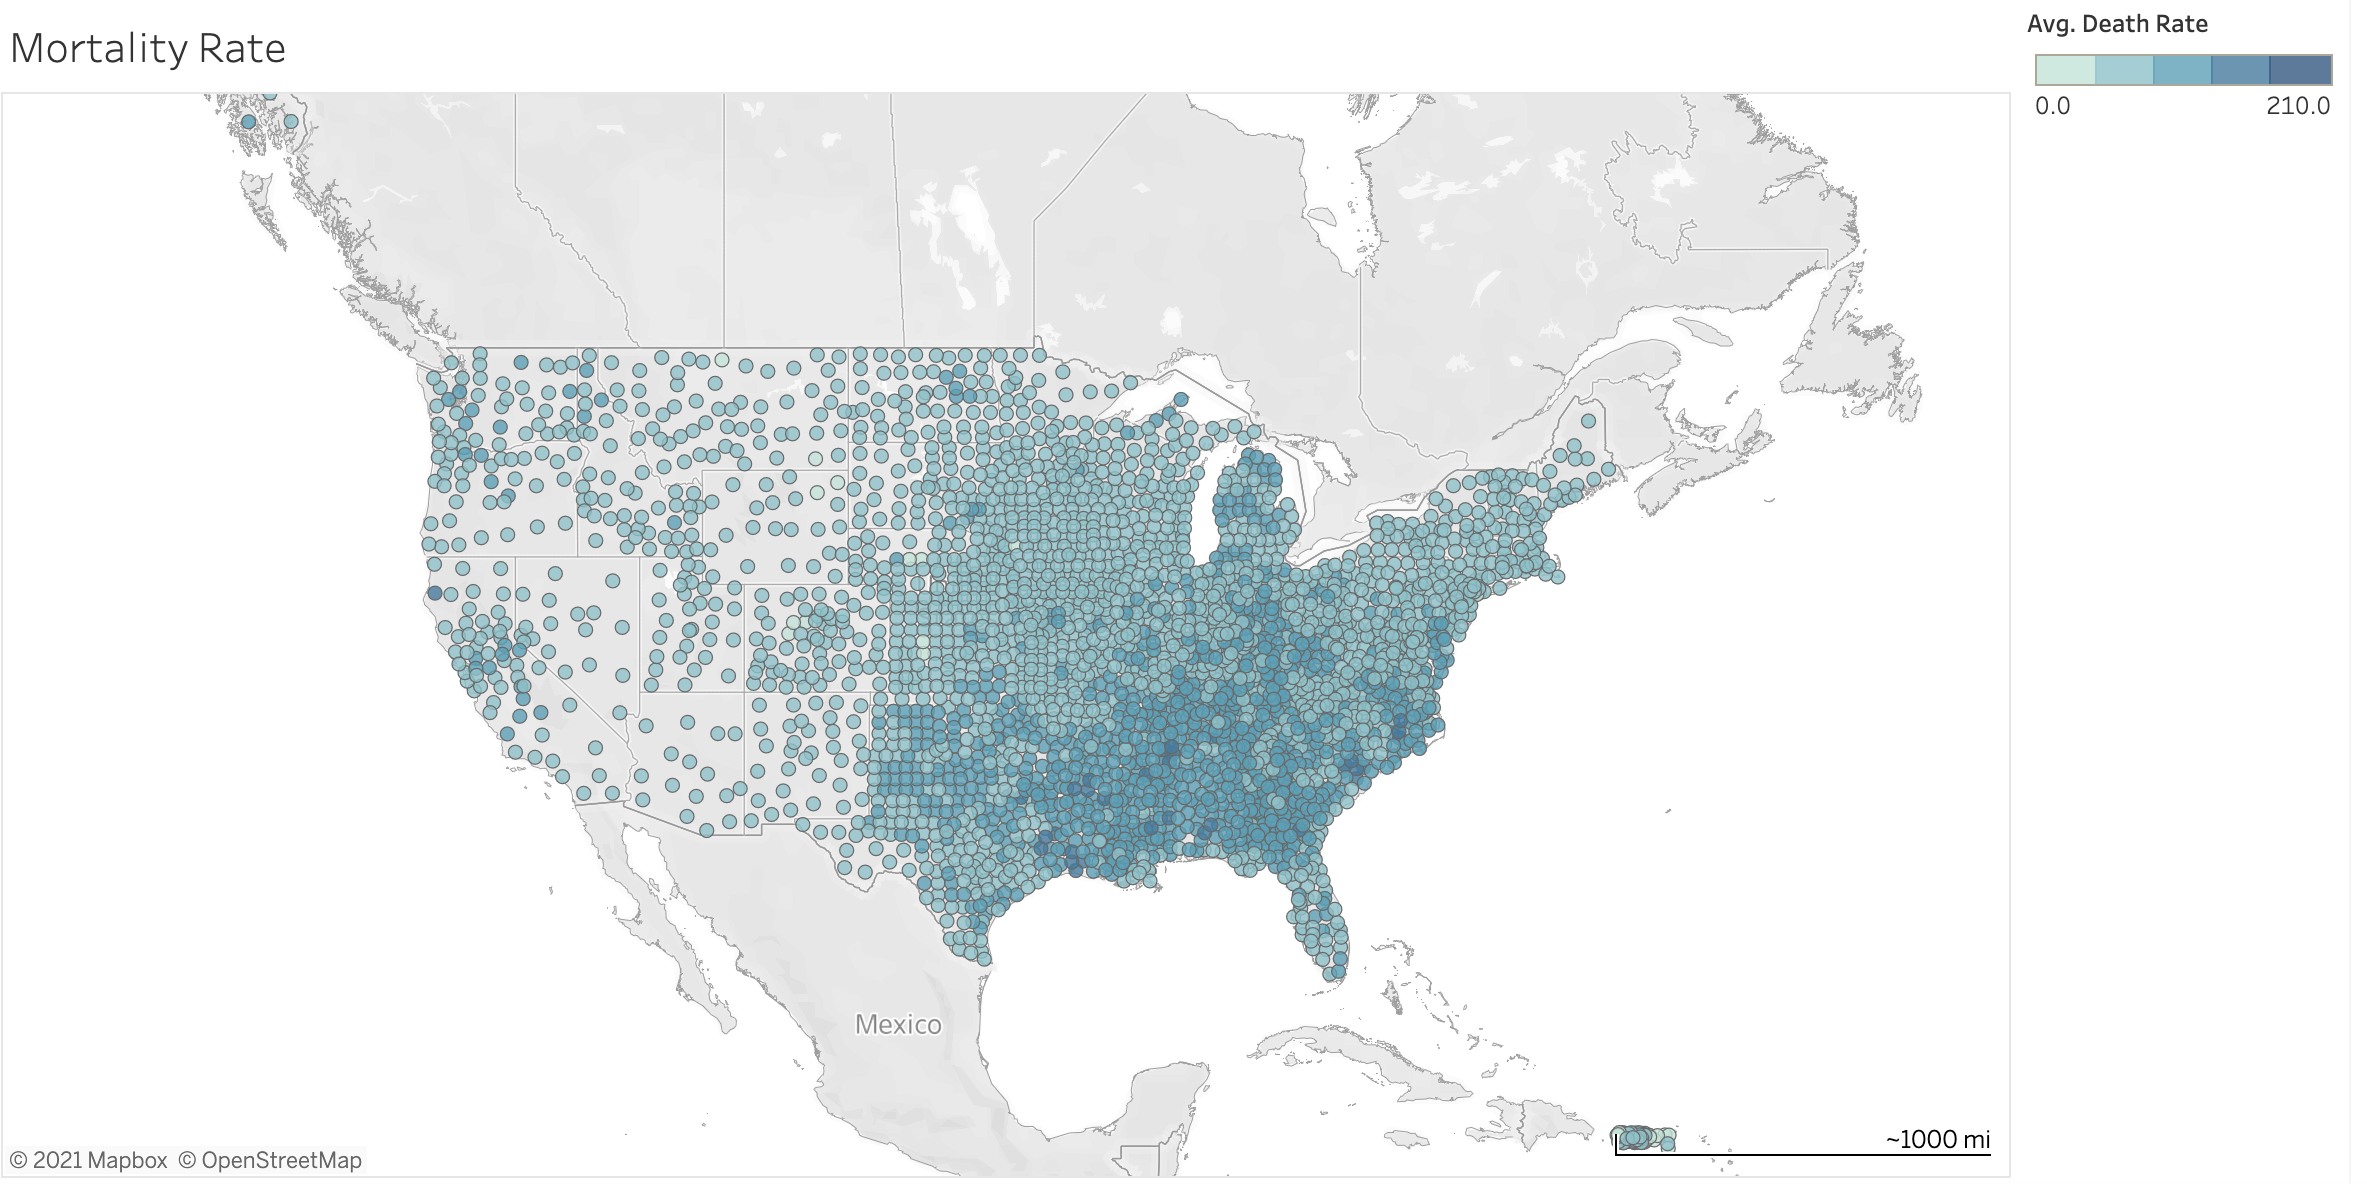 Mortality Rate
Avg. Death Rate
0.0
210.0
Mexico
~1000 mi
© 2021 Mapbox © OpenStreetMap